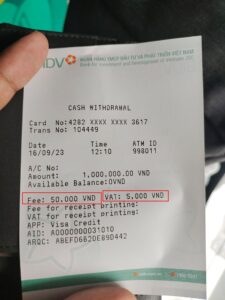 BIDV NGÂN HÀNG TMCP ĐẦU TƯ VÀ PHÁT TRIỂN VIỆT NAM
Bank for Investment and Development of Vietnam JSC
CASH WITHDRAWAL
Card No:4282 XXXX XXXX 3617
Trans No: 104449
Date Time ATM ID
16/09/23 12:10 998011
A/C No:
Amount: 1,000,000.00 VND
Available Balance:0VND
Fee: 50.000 VND VAT: 5.000 VND
Fee for receipt printing:
VAT for receipt printing:
APP: Visa Credit
AID: A0000000031010